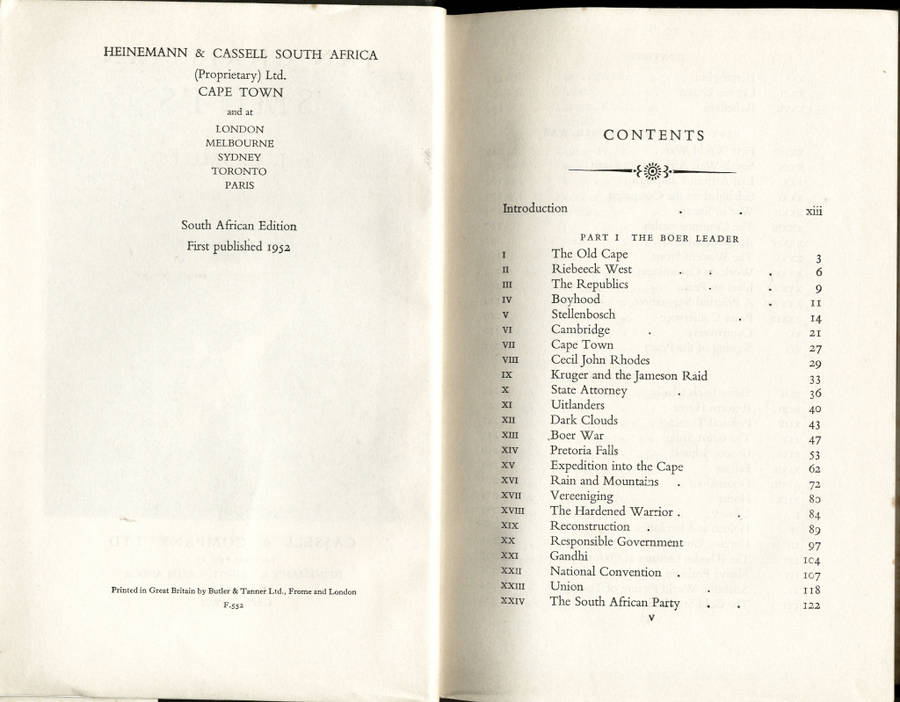 HEINEMANN & CASSELL SOUTH AFRICA
(Proprietary) Ltd.
CAPE TOWN
and at
LONDON
MELBOURNE
SYDNEY
TORONTO
PARIS
South African Edition
First published 1952
Printed in Great Britain by Butler & Tanner Ltd., Frome and London
F.552
CONTENTS
Introduction . . xiii
PART I THE BOER LEADER
I The Old Cape 3
II Riebeeck West . . . 6
III The Republics . . 9
IV Boyhood . 11
V Stellenbosch . 14
VI Cambridge . 21
VII Cape Town 27
VIII Cecil John Rhodes 29
IX Kruger and the Jameson Raid 33
X State Attorney . 36
XI Uitlanders 40
XII Dark Clouds 43
XIII Boer War 47
XIV Pretoria Falls 53
XV Expedition into the Cape 62
XVI Rain and Mountains . 72
XVII Vereeniging 80
XVIII The Hardened Warrior . . 84
XIX Reconstruction . 89
XX Responsible Government 97
XXI Gandhi 104
XXII National Convention . 107
XXIII Union . 118
XXIV The South African Party . . 122
v